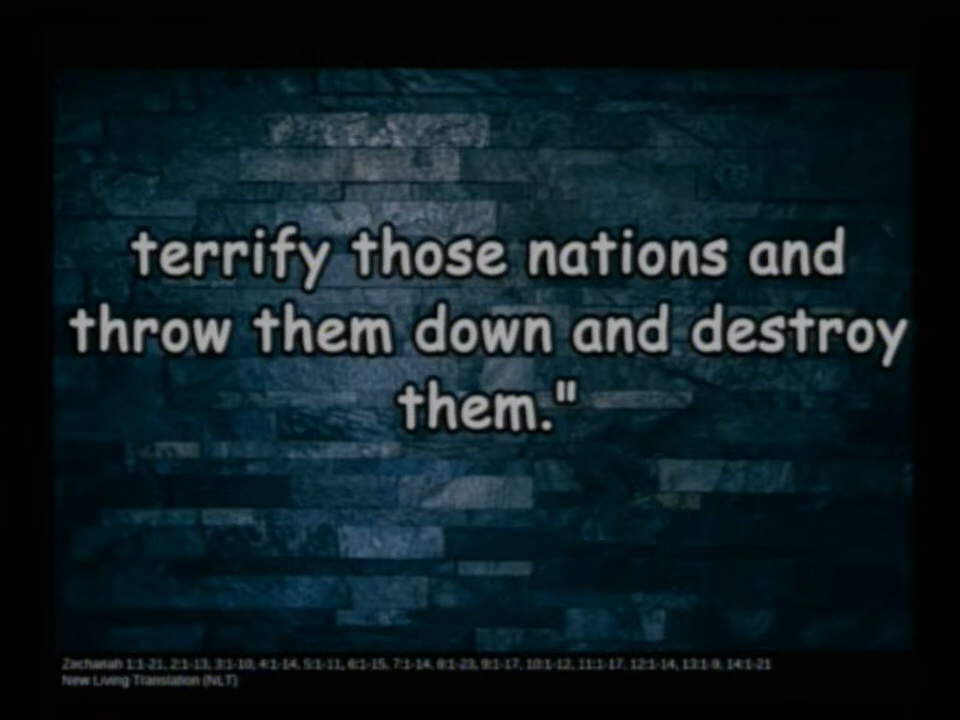 terrify those nations and
throw them down and destroy
them."
Zechariah 1:1-21, 2:1-13, 3:1-10, 4:1-14, 5:1-11, 6:1-15, 7:1-14, 8:1-23, 9:1-17, 10:1-12, 11:1-17, 12:1-14, 13:1-9, 14:1-21
New Living Translation (NLT)